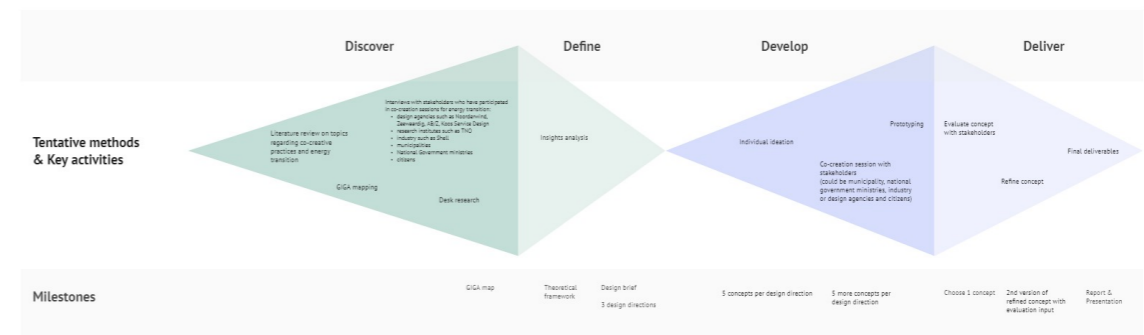 Discover
Define
Develop
Deliver
Tentative methods
& Key activities
Literature review on topics
regarding co-creative
practices and energy
transition
GIGA mapping
Interviews with stakeholders who have participated
in co-creation sessions for energy transition:
• design agencies such as Noorderwind,
Zeewaardig, AB/Z, Koos Service Design
• research institutes such as TNO
• industry such as Shell
• municipalities
• National Government ministries
• citizens
Desk research
Insights analysis
Individual ideation
Prototyping
Co-creation session with
stakeholders
(could be municipality, national
government ministries, industry
or design agencies and citizens)
Evaluate concept
with stakeholders
Refine concept
Final deliverables
Milestones
GIGA map
Theoretical
framework
Design brief
3 design directions
5 concepts per design direction
5 more concepts per
design direction
Choose 1 concept
2nd version of
refined concept with
evaluation input
Report &
Presentation